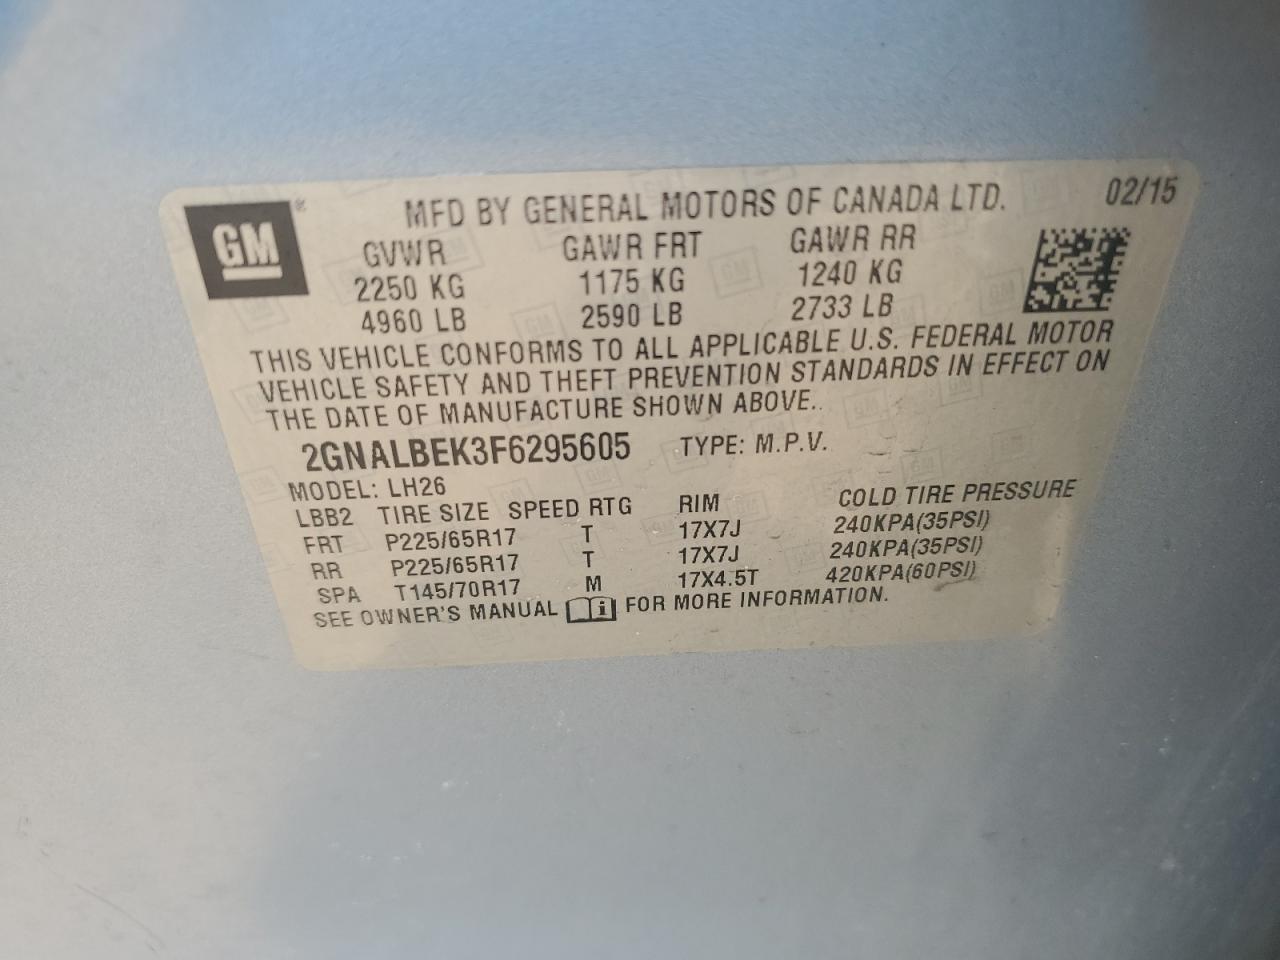 GM ® MFD BY GENERAL MOTORS OF CANADA LTD. 02/15
GVWR GAWR FRT GAWR RR
2250 KG 1175 KG 1240 KG
4960 LB 2590 LB 2733 LB
THIS VEHICLE CONFORMS TO ALL APPLICABLE U.S. FEDERAL MOTOR
VEHICLE SAFETY AND THEFT PREVENTION STANDARDS IN EFFECT ON
THE DATE OF MANUFACTURE SHOWN ABOVE.
2GNALBEK3F6295605 TYPE: M.P.V.
MODEL: LH26
LBB2 TIRE SIZE SPEED RTG RIM COLD TIRE PRESSURE
FRT P225/65R17 T 17X7J 240KPA(35PSI)
RR P225/65R17 T 17X7J 240KPA(35PSI)
SPA T145/70R17 M 17X4.5T 420KPA(60PSI)
SEE OWNER'S MANUAL i FOR MORE INFORMATION.